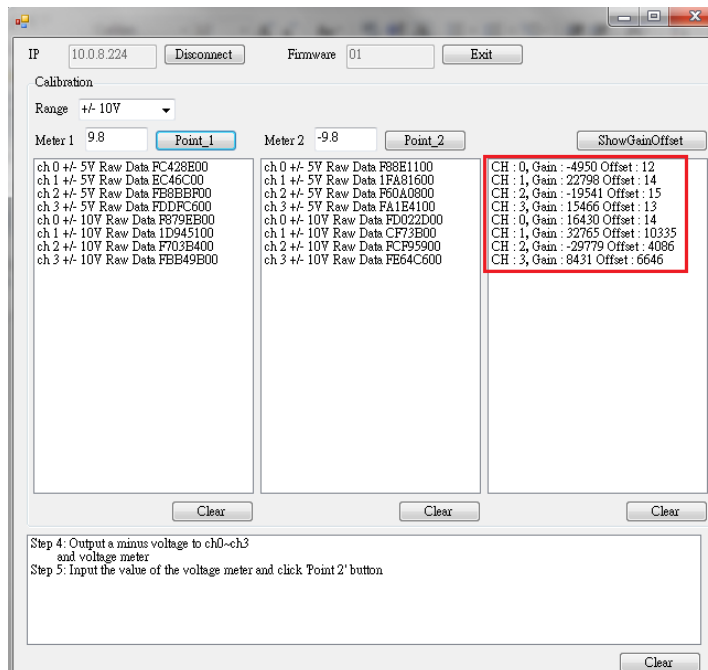 IP 10.0.8.224 Disconnect Firmware 01 Exit
Calibration
Range +/- 10V
Meter 1 9.8 Point_1 Meter 2 -9.8 Point_2 ShowGainOffset
ch 0 +/- 5V Raw Data FC428E00
ch 1 +/- 5V Raw Data EC46C00
ch 2 +/- 5V Raw Data FB8BBF00
ch 3 +/- 5V Raw Data FDDFC600
ch 0 +/- 10V Raw Data F879EB00
ch 1 +/- 10V Raw Data 1D945100
ch 2 +/- 10V Raw Data F703B400
ch 3 +/- 10V Raw Data FBB49B00
Clear
ch 0 +/- 5V Raw Data F88E1100
ch 1 +/- 5V Raw Data 1FA81600
ch 2 +/- 5V Raw Data F60A0800
ch 3 +/- 5V Raw Data FA1E4100
ch 0 +/- 10V Raw Data FD022D00
ch 1 +/- 10V Raw Data CF73B00
ch 2 +/- 10V Raw Data FCF95900
ch 3 +/- 10V Raw Data FE64C600
Clear
CH : 0, Gain : -4950 Offset : 12
CH : 1, Gain : 22798 Offset : 14
CH : 2, Gain : -19541 Offset : 15
CH : 3, Gain : 15466 Offset : 13
CH : 0, Gain : 16430 Offset : 14
CH : 1, Gain : 32765 Offset : 10335
CH : 2, Gain : -29779 Offset : 4086
CH : 3, Gain : 8431 Offset : 6646
Clear
Step 4: Output a minus voltage to ch0~ch3
and voltage meter
Step 5: Input the value of the voltage meter and click 'Point 2' button
Clear